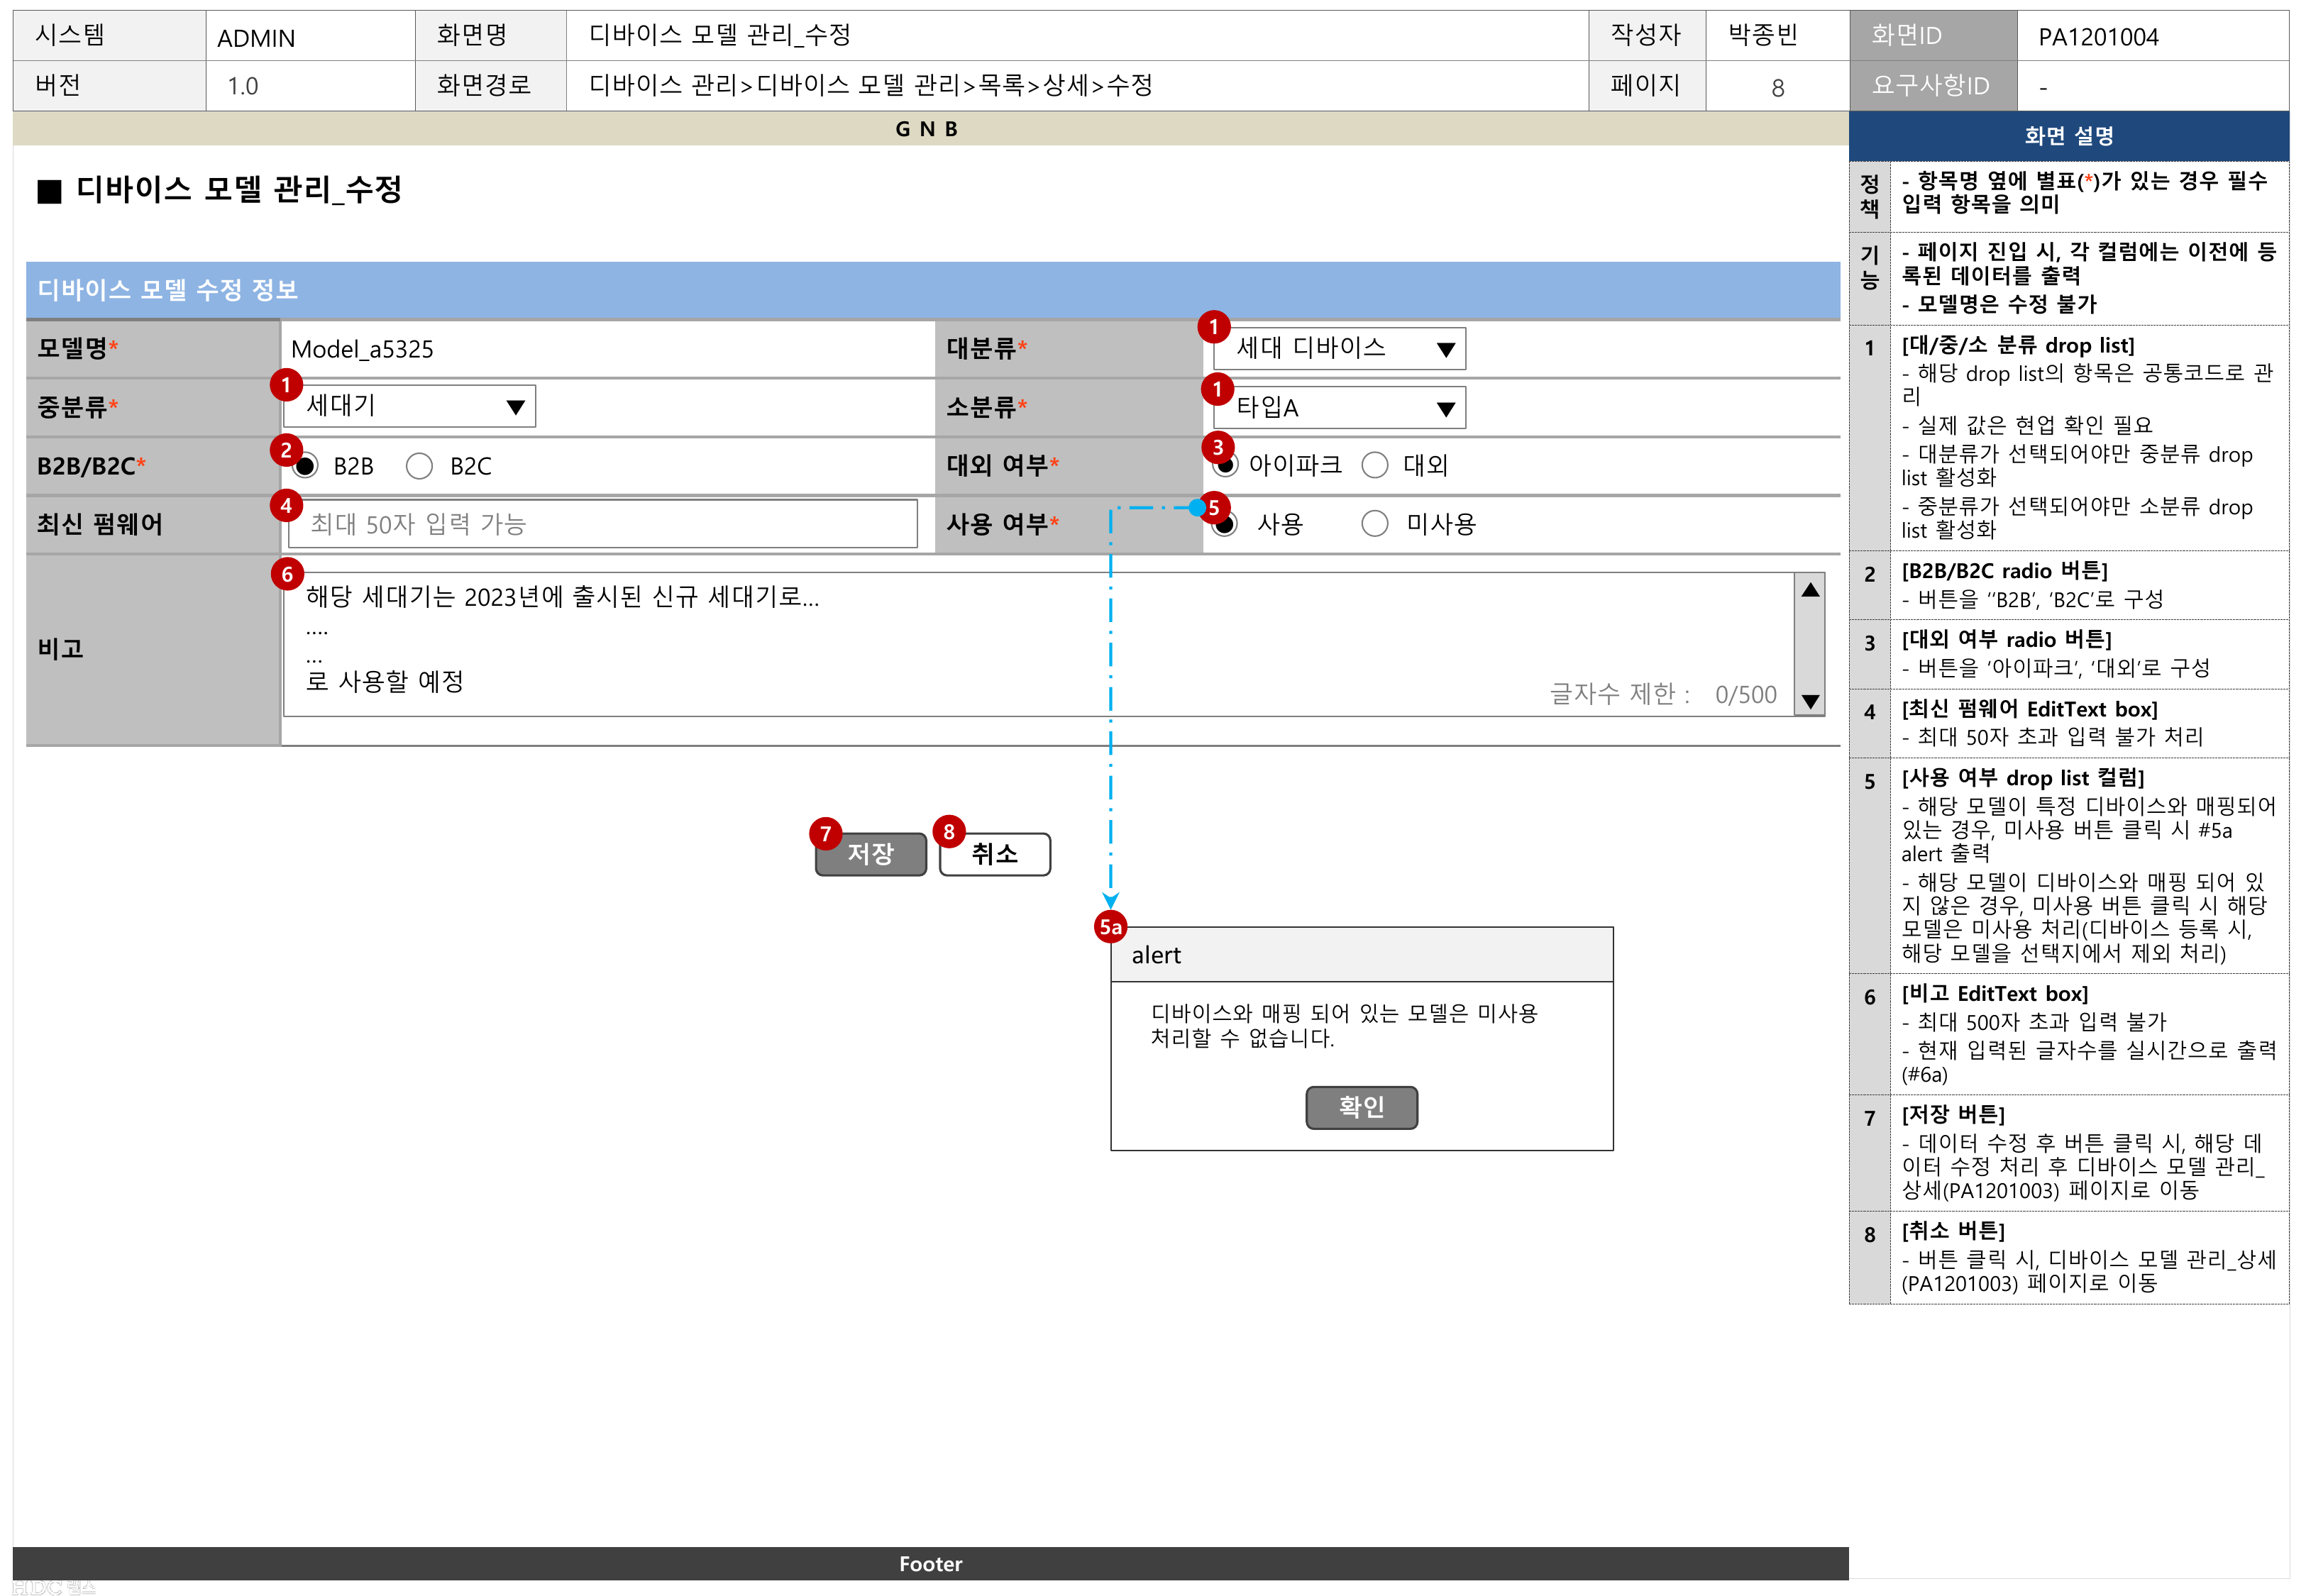 시스템 ADMIN 화면명 디바이스 모델 관리_수정 작성자 박종빈 화면ID PA1201004
버전 1.0 화면경로 디바이스 관리>디바이스 모델 관리>목록>상세>수정 페이지 8 요구사항ID -
G N B
■ 디바이스 모델 관리_수정
디바이스 모델 수정 정보
모델명* Model_a5325 대분류* 1 세대 디바이스 ▼
중분류* 1 세대기 ▼ 소분류* 1 타입A ▼
B2B/B2C* 2 B2B B2C 대외 여부* 3 아이파크 대외
최신 펌웨어 4 최대 50자 입력 가능 사용 여부* 5 사용 미사용
비고 6
해당 세대기는 2023년에 출시된 신규 세대기로...
....
...
로 사용할 예정
글자수 제한 : 0/500
7 저장 8 취소
5a
alert
디바이스와 매핑 되어 있는 모델은 미사용
처리할 수 없습니다.
확인
화면 설명
정책
- 항목명 옆에 별표(*)가 있는 경우 필수
입력 항목을 의미
기능
- 페이지 진입 시, 각 컬럼에는 이전에 등
록된 데이터를 출력
- 모델명은 수정 불가
1 [대/중/소 분류 drop list]
- 해당 drop list의 항목은 공통코드로 관
리
- 실제 값은 현업 확인 필요
- 대분류가 선택되어야만 중분류 drop
list 활성화
- 중분류가 선택되어야만 소분류 drop
list 활성화
2 [B2B/B2C radio 버튼]
- 버튼을 ‘‘B2B’, ‘B2C’로 구성
3 [대외 여부 radio 버튼]
- 버튼을 ‘아이파크’, ‘대외’로 구성
4 [최신 펌웨어 EditText box]
- 최대 50자 초과 입력 불가 처리
5 [사용 여부 drop list 컬럼]
- 해당 모델이 특정 디바이스와 매핑되어
있는 경우, 미사용 버튼 클릭 시 #5a
alert 출력
- 해당 모델이 디바이스와 매핑 되어 있
지 않은 경우, 미사용 버튼 클릭 시 해당
모델은 미사용 처리(디바이스 등록 시,
해당 모델을 선택지에서 제외 처리)
6 [비고 EditText box]
- 최대 500자 초과 입력 불가
- 현재 입력된 글자수를 실시간으로 출력
(#6a)
7 [저장 버튼]
- 데이터 수정 후 버튼 클릭 시, 해당 데
이터 수정 처리 후 디바이스 모델 관리_
상세(PA1201003) 페이지로 이동
8 [취소 버튼]
- 버튼 클릭 시, 디바이스 모델 관리_상세
(PA1201003) 페이지로 이동
Footer
HDC 랩스